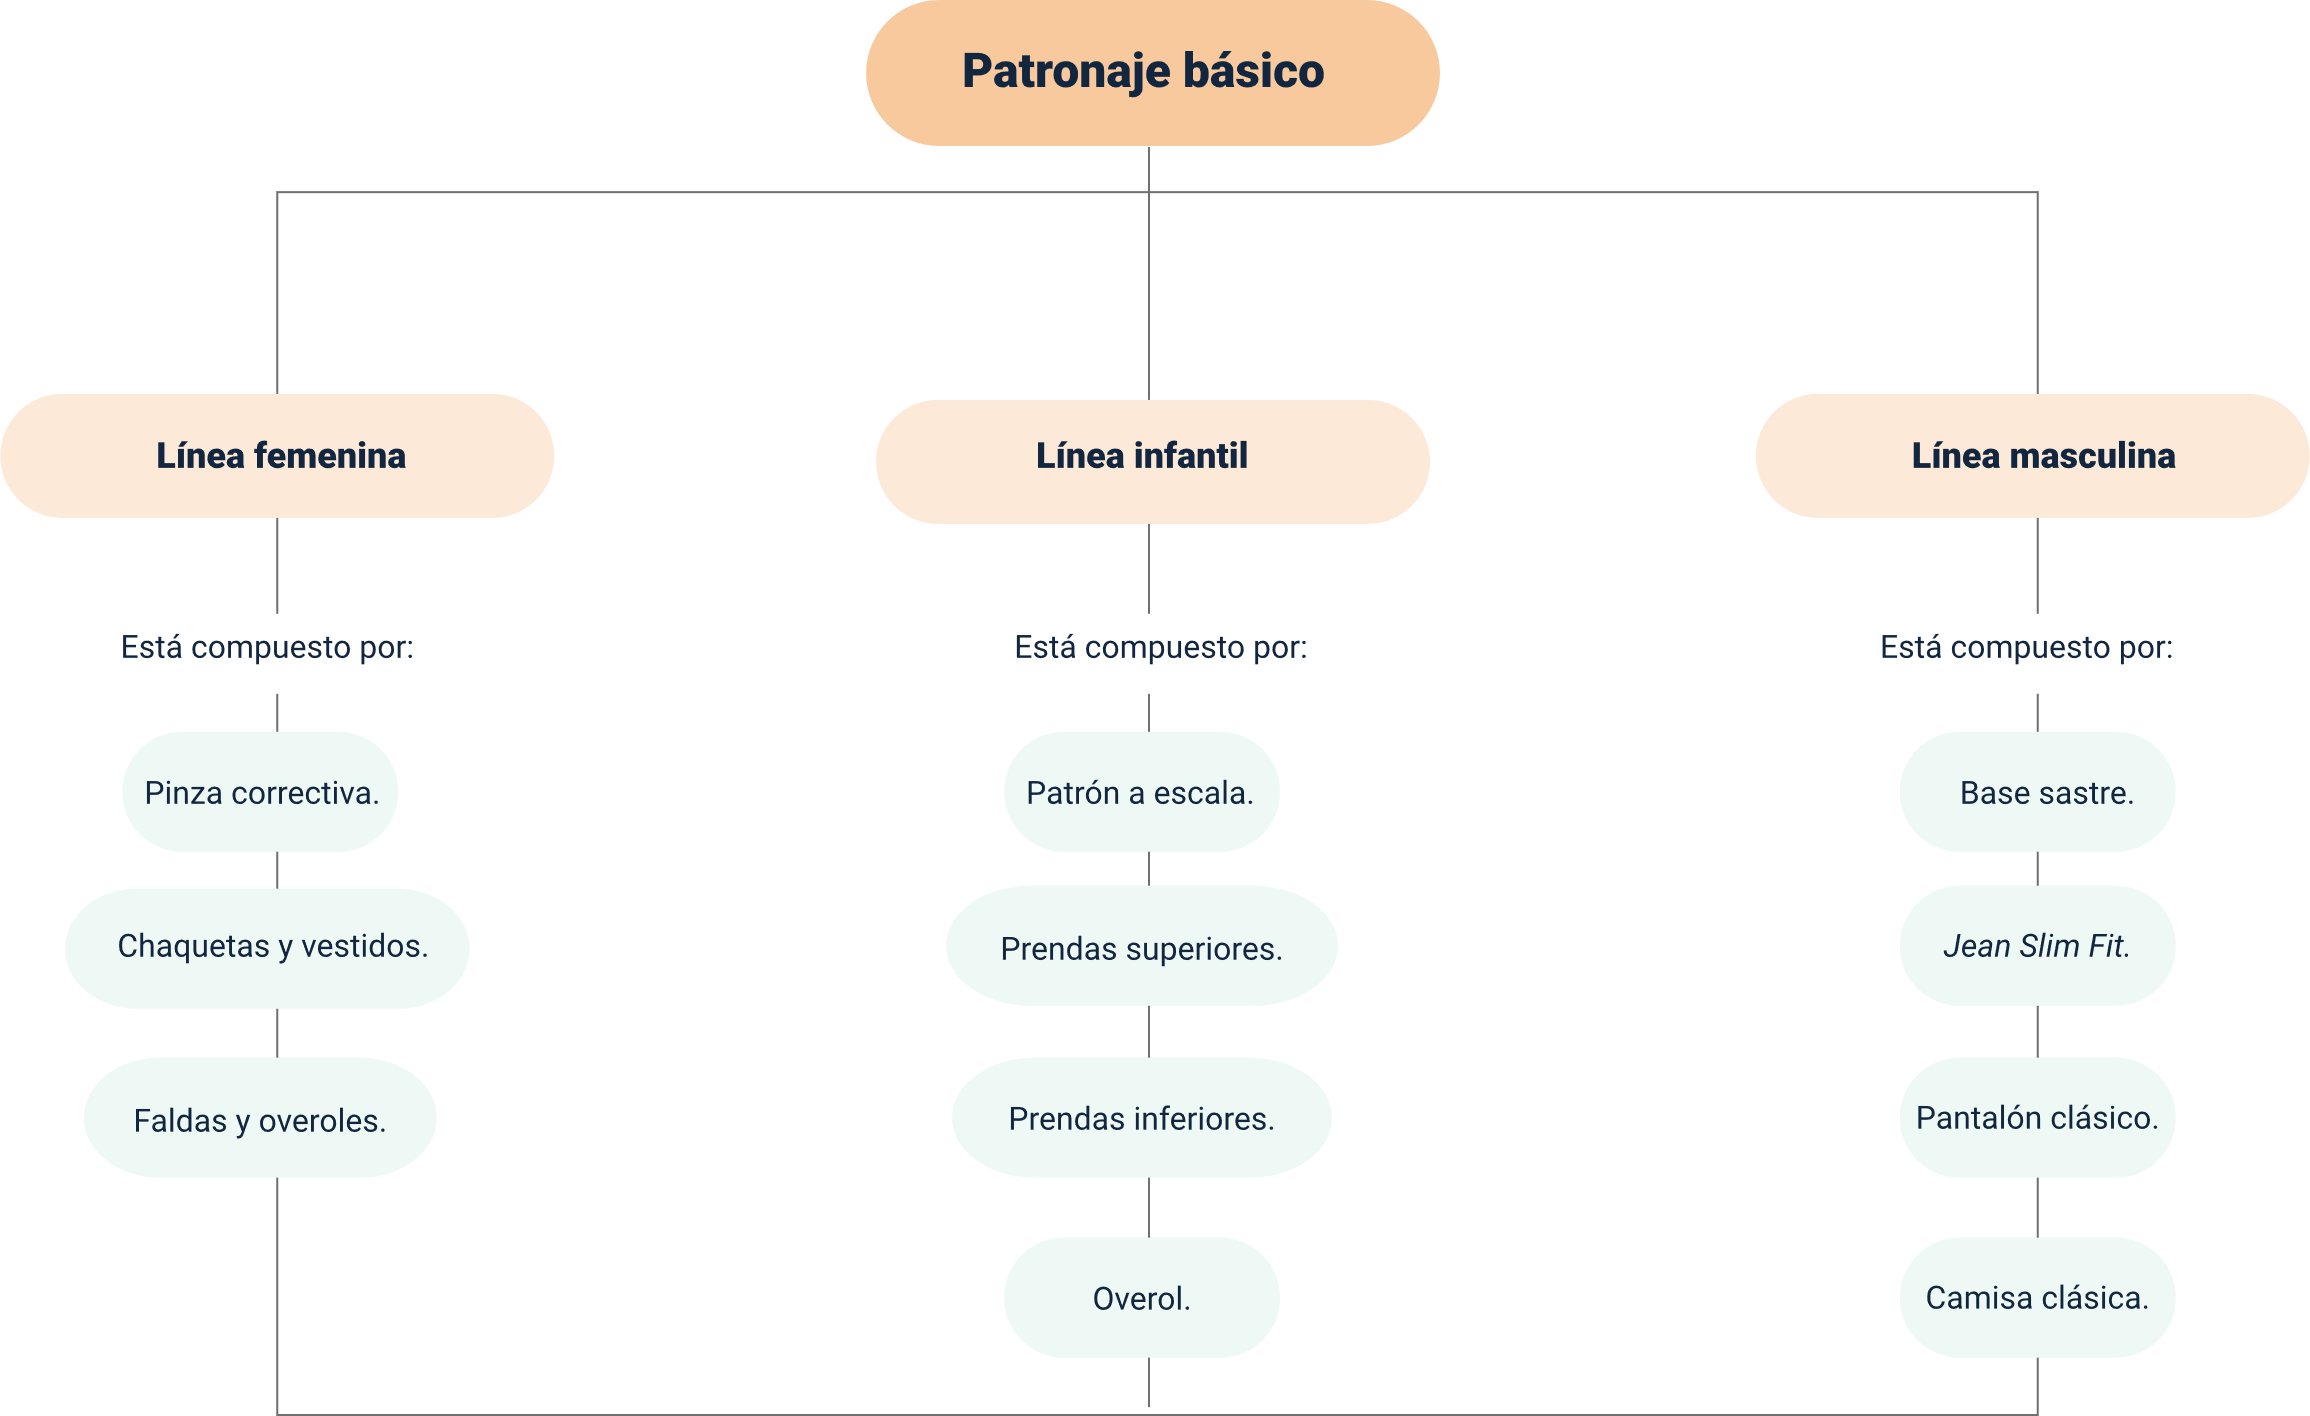 Patronaje básico
Línea femenina
Línea infantil
Línea masculina
Está compuesto por:
Está compuesto por:
Está compuesto por:
Pinza correctiva.
Patrón a escala.
Base sastre.
Chaquetas y vestidos.
Prendas superiores.
Jean Slim Fit.
Faldas y overoles.
Prendas inferiores.
Pantalón clásico.
Overol.
Camisa clásica.